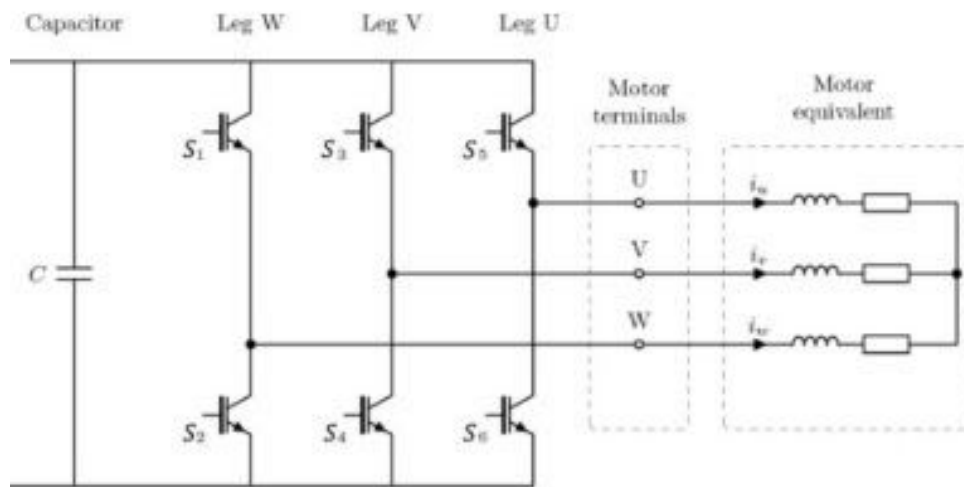 Capacitor
Leg W
Leg V
Leg U
Motor
terminals
Motor
equivalent
S1
S3
S5
U
iu
C
V
iv
W
iw
S2
S4
S6